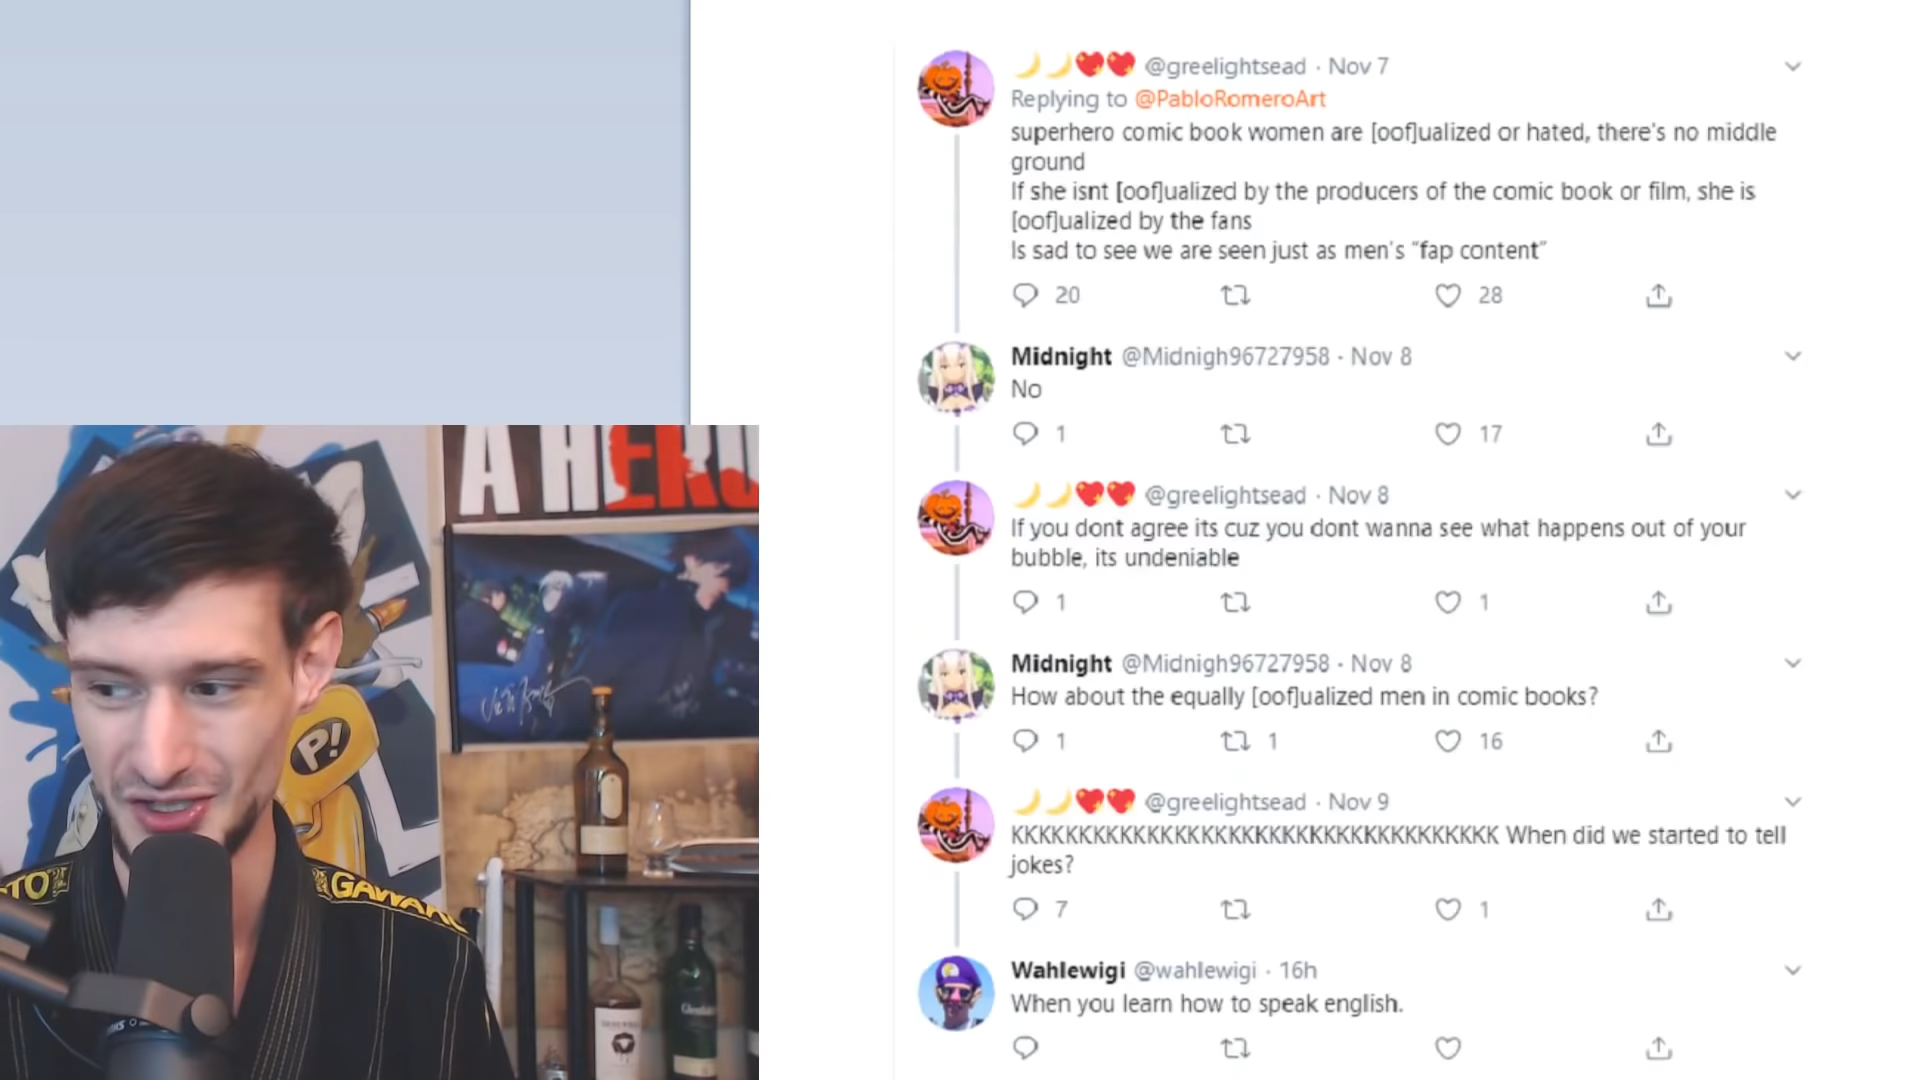 🌙🌙💖💖 @greelightsead · Nov 7
Replying to @PabloRomeroArt
superhero comic book women are [oof]ualized or hated, there's no middle
ground
If she isnt [oof]ualized by the producers of the comic book or film, she is
[oof]ualized by the fans
Is sad to see we are seen just as men's "fap content"
20 28
Midnight @Midnigh96727958 · Nov 8
No
1 17
🌙🌙💖💖 @greelightsead · Nov 8
If you dont agree its cuz you dont wanna see what happens out of your
bubble, its undeniable
1 1
Midnight @Midnigh96727958 · Nov 8
How about the equally [oof]ualized men in comic books?
1 1 16
🌙🌙💖💖 @greelightsead · Nov 9
KKKKKKKKKKKKKKKKKKKKKKKKKKKKKKKKKKKK When did we started to tell
jokes?
7 1
Wahlewigi @wahlewigi · 16h
When you learn how to speak english.
A HERO
P!
TO
Glenfiddich